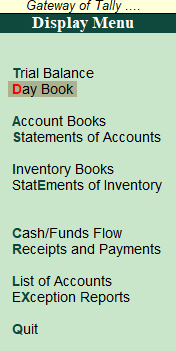 Gateway of Tally ....
Display Menu
Trial Balance
Day Book
Account Books
Statements of Accounts
Inventory Books
StatEments of Inventory
Cash/Funds Flow
Receipts and Payments
List of Accounts
EXception Reports
Quit